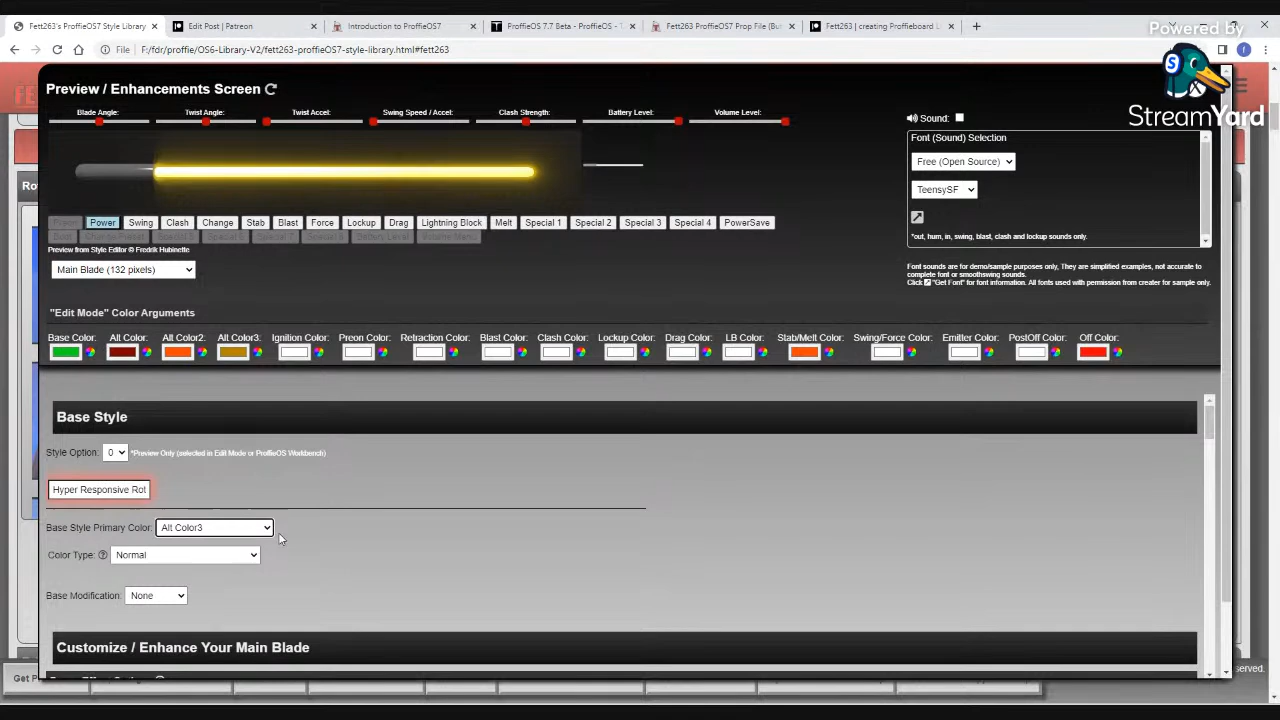 Fett263's ProffieOS7 Style Library
Edit Post | Patreon
Introduction to ProffieOS7
ProffieOS 7.7 Beta - ProffieOS - T
Fett263 ProffieOS7 Prop File (But
Fett263 | creating Proffieboard L
Powered by
StreamYard
File
F:/fdr/proffie/OS6-Library-V2/fett263-proffieOS7-style-library.html#fett263
Preview / Enhancements Screen
Blade Angle:
Twist Angle:
Twist Accel:
Swing Speed / Accel:
Clash Strength:
Battery Level:
Volume Level:
Sound:
Font (Sound) Selection
Free (Open Source)
TeensySF
*out, hum, in, swing, blast, clash and lockup sounds only.
Power
Swing
Clash
Change
Stab
Blast
Force
Lockup
Drag
Lightning Block
Melt
Special 1
Special 2
Special 3
Special 4
PowerSave
Preview from Style Editor © Fredrik Hubinette
Main Blade (132 pixels)
Font sounds are for demo/sample purposes only, They are simplified examples, not accurate to
complete font or smoothswing sounds.
Click "Get Font" for font information. All fonts used with permission from creater for sample only.
"Edit Mode" Color Arguments
Base Color:
Alt Color:
Alt Color2:
Alt Color3:
Ignition Color:
Preon Color:
Retraction Color:
Blast Color:
Clash Color:
Lockup Color:
Drag Color:
LB Color:
Stab/Melt Color:
Swing/Force Color:
Emitter Color:
PostOff Color:
Off Color:
Base Style
Style Option:
0
*Preview Only (selected in Edit Mode or ProffieOS Workbench)
Hyper Responsive Rot
Base Style Primary Color:
Alt Color3
Color Type:
Normal
Base Modification:
None
Customize / Enhance Your Main Blade